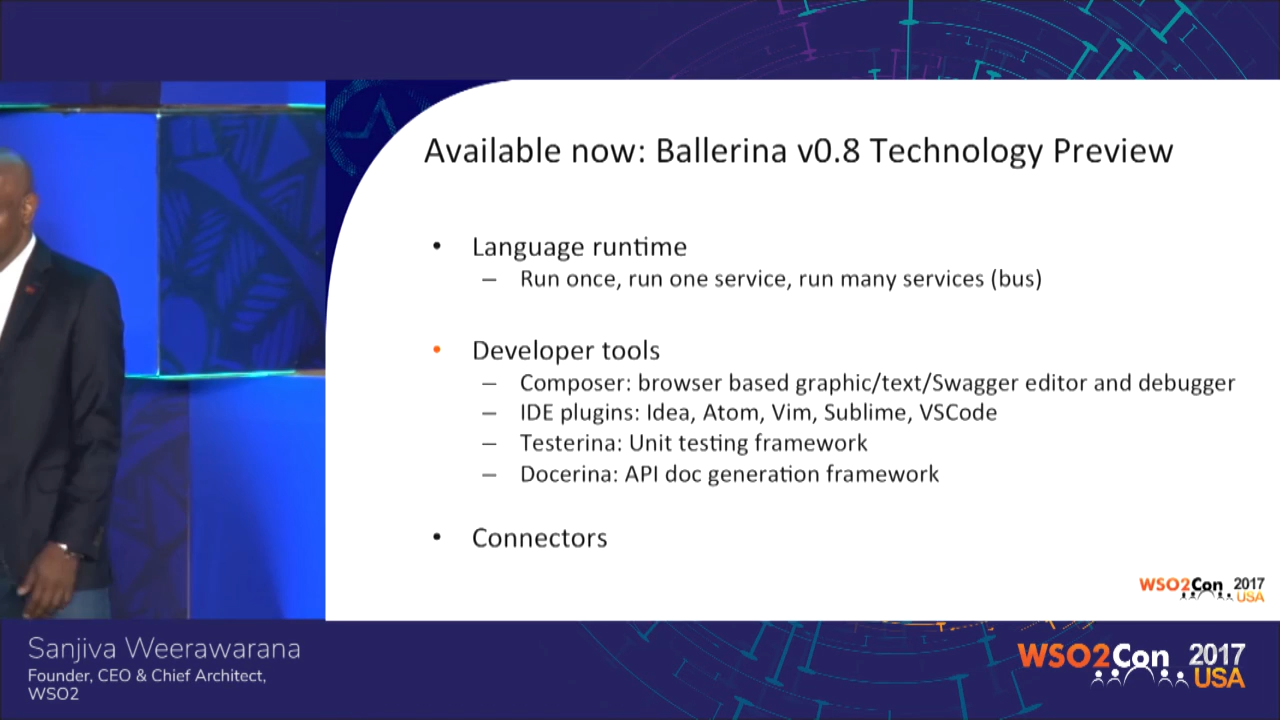 Available now: Ballerina v0.8 Technology Preview
• Language runtime
– Run once, run one service, run many services (bus)
• Developer tools
– Composer: browser based graphic/text/Swagger editor and debugger
– IDE plugins: Idea, Atom, Vim, Sublime, VSCode
– Testerina: Unit testing framework
– Docerina: API doc generation framework
• Connectors
WSO2Con 2017
USA
Sanjiva Weerawarana
Founder, CEO & Chief Architect,
WSO2
WSO2Con 2017
USA